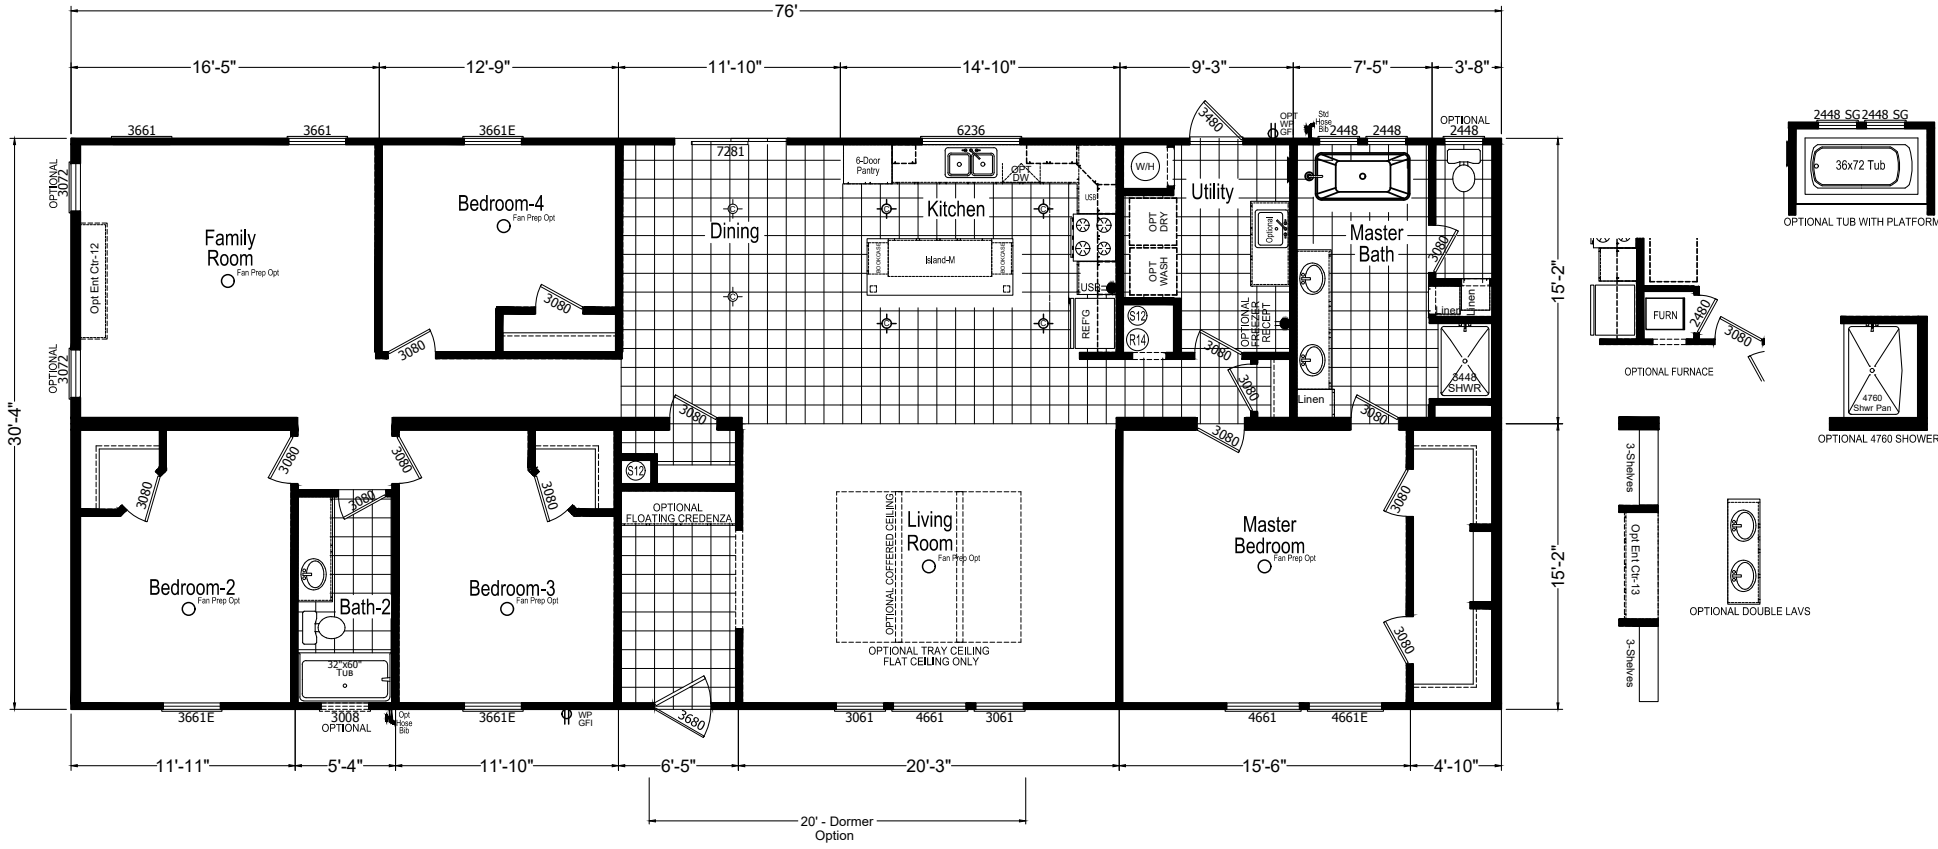 76'
16'-5" 12'-9" 11'-10" 14'-10" 9'-3" 7'-5" 3'-8"
3661 3661 3661E 7281 6236 3480
OPT
WP
GFI
Std
Hose
Bib
2448 2448
OPTIONAL
2448
OPTIONAL
3072
Opt Ent Ctr-12
OPTIONAL
3072
Family
Room
Fan Prep Opt
Bedroom-4
Fan Prep Opt
3080
3080
Dining
6-Door
Pantry
OPT
DW
Kitchen
USB
BOOKCASE
Island-M
BOOKCASE
USB
REF'G
W/H
Utility
OPT
DRY
OPT
WASH
Optional
S12
R14
OPTIONAL
FREEZER
RECEPT
3080
3080
Master
Bath
3080
Linen
Linen
3448
SHWR
Linen
3080
3080
30'-4"
15'-2"
15'-2"
3080
3080
3080
3080
3080
3080
S12
Bedroom-2
Fan Prep Opt
Bath-2
32"x60"
TUB
Bedroom-3
Fan Prep Opt
OPTIONAL
FLOATING CREDENZA
OPTIONAL COFFERED CEILING
Living
Room
Fan Prep Opt
OPTIONAL TRAY CEILING
FLAT CEILING ONLY
Master
Bedroom
Fan Prep Opt
3080
3080
3661E
3008
OPTIONAL
Opt
Hose
Bib
3661E
WP
GFI
3680
3061 4661 3061
4661 4661E
11'-11" 5'-4" 11'-10" 6'-5" 20'-3" 15'-6" 4'-10"
20' - Dormer
Option
2448 SG 2448 SG
36x72 Tub
OPTIONAL TUB WITH PLATFORM
FURN
2480
3080
OPTIONAL FURNACE
4760
Shwr Pan
OPTIONAL 4760 SHOWER
3-Shelves
Opt Ent Ctr-13
3-Shelves
OPTIONAL DOUBLE LAVS